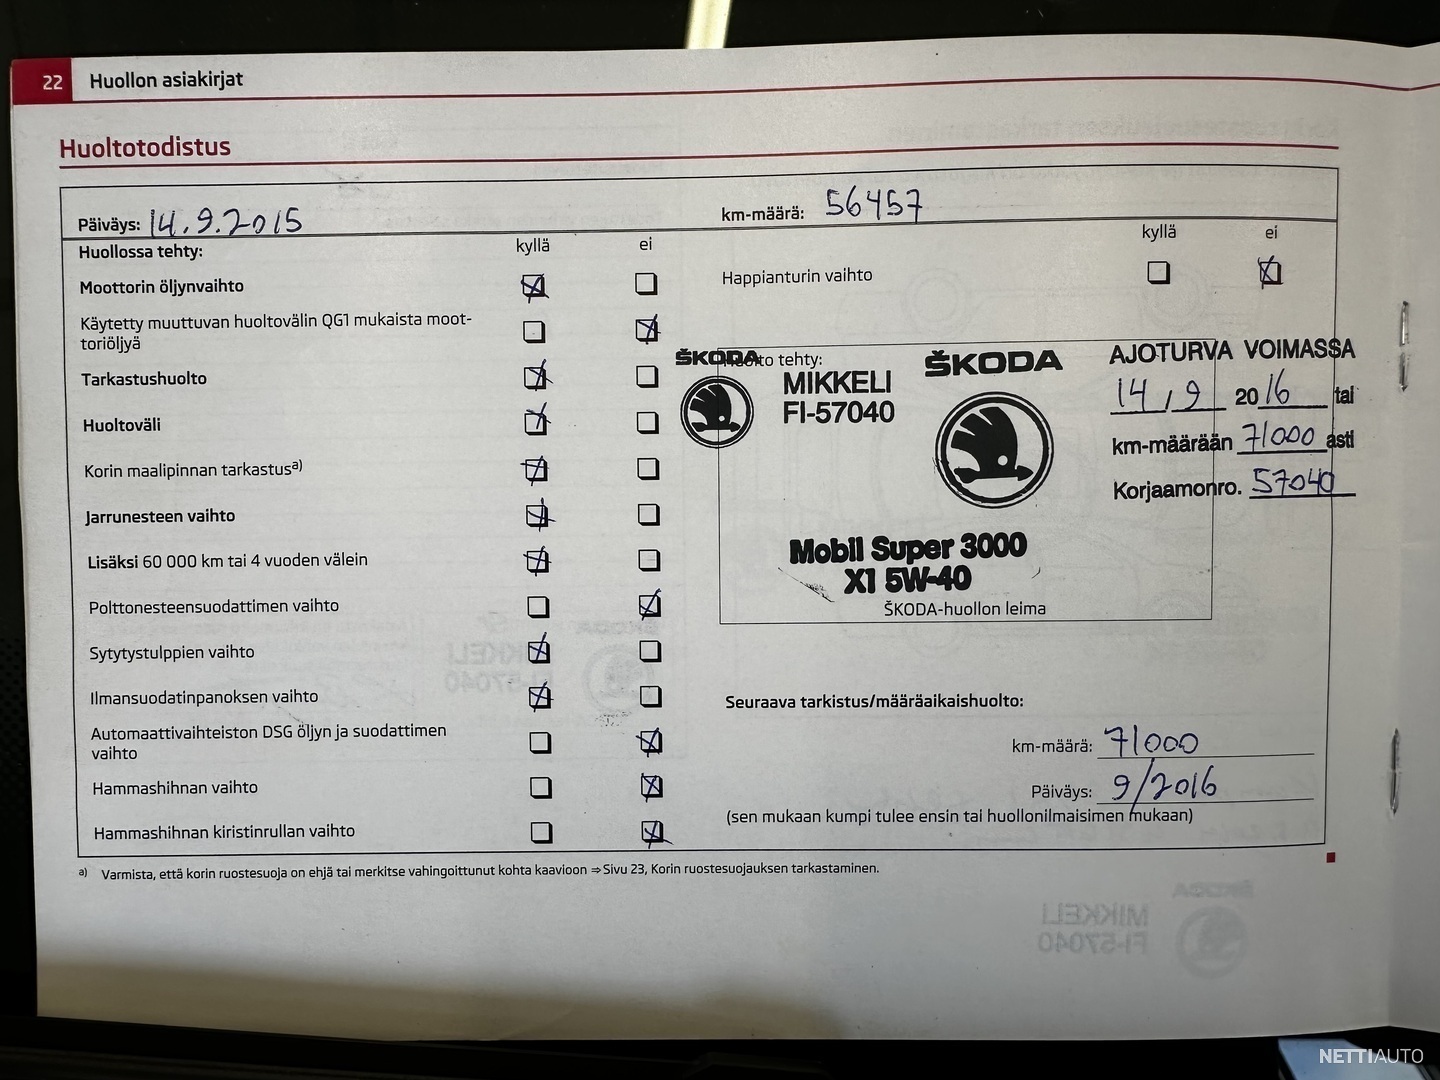 22 Huollon asiakirjat
Huoltotodistus
Päiväys: 14.9.2015
km-määrä: 56457
Huollossa tehty: kyllä ei
Moottorin öljynvaihto
Käytetty muuttuvan huoltovälin QG1 mukaista moot-
toriöljyä
Tarkastushuolto
Huoltoväli
Korin maalipinnan tarkastusa)
Jarrunesteen vaihto
Lisäksi 60 000 km tai 4 vuoden välein
Polttonesteensuodattimen vaihto
Sytytystulppien vaihto
Ilmansuodatinpanoksen vaihto
Automaattivaihteiston DSG öljyn ja suodattimen
vaihto
Hammashihnan vaihto
Hammashihnan kiristinrullan vaihto
kyllä ei
Happianturin vaihto
ŠKODA
tehty:
MIKKELI
FI-57040
ŠKODA
AJOTURVA VOIMASSA
14 / 9 2016 tai
km-määrään 71000 asti
Korjaamonro. 57040
Mobil Super 3000
X1 5W-40
ŠKODA-huollon leima
Seuraava tarkistus/määräaikaishuolto:
km-määrä: 71000
Päiväys: 9/2016
(sen mukaan kumpi tulee ensin tai huollonilmaisimen mukaan)
a) Varmista, että korin ruostesuoja on ehjä tai merkitse vahingoittunut kohta kaavioon ⇒ Sivu 23, Korin ruostesuojauksen tarkastaminen.
MIKKELI
FI-57040
ŠKODA
MIKKELI
FI-57040
NETTIAUTO